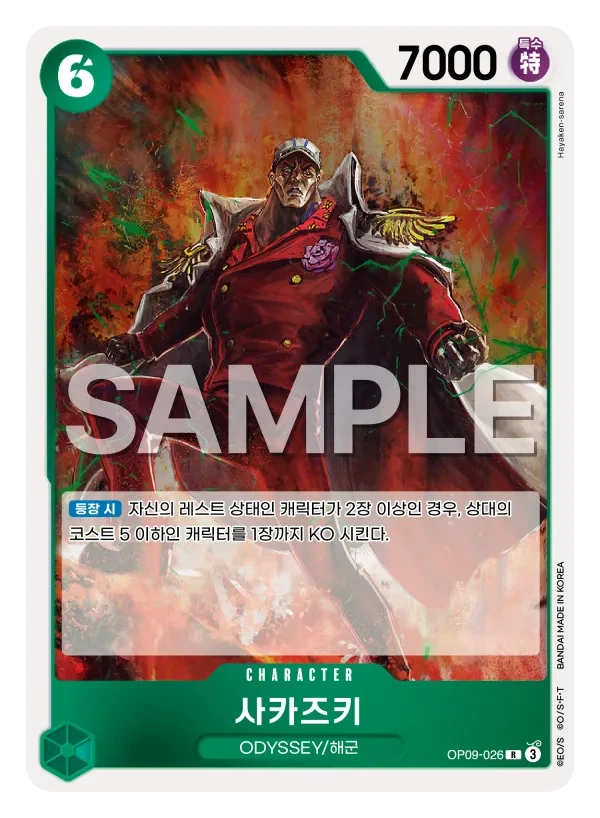 6
7000
특수
特
Hayaken-sarena
SAMPLE
등장 시 자신의 레스트 상태인 캐릭터가 2장 이상인 경우, 상대의
코스트 5 이하인 캐릭터를 1장까지 KO 시킨다.
CHARACTER
사카즈키
ODYSSEY/해군
OP09-026 R 3
©EO/S ©O/S·F·T BANDAI MADE IN KOREA